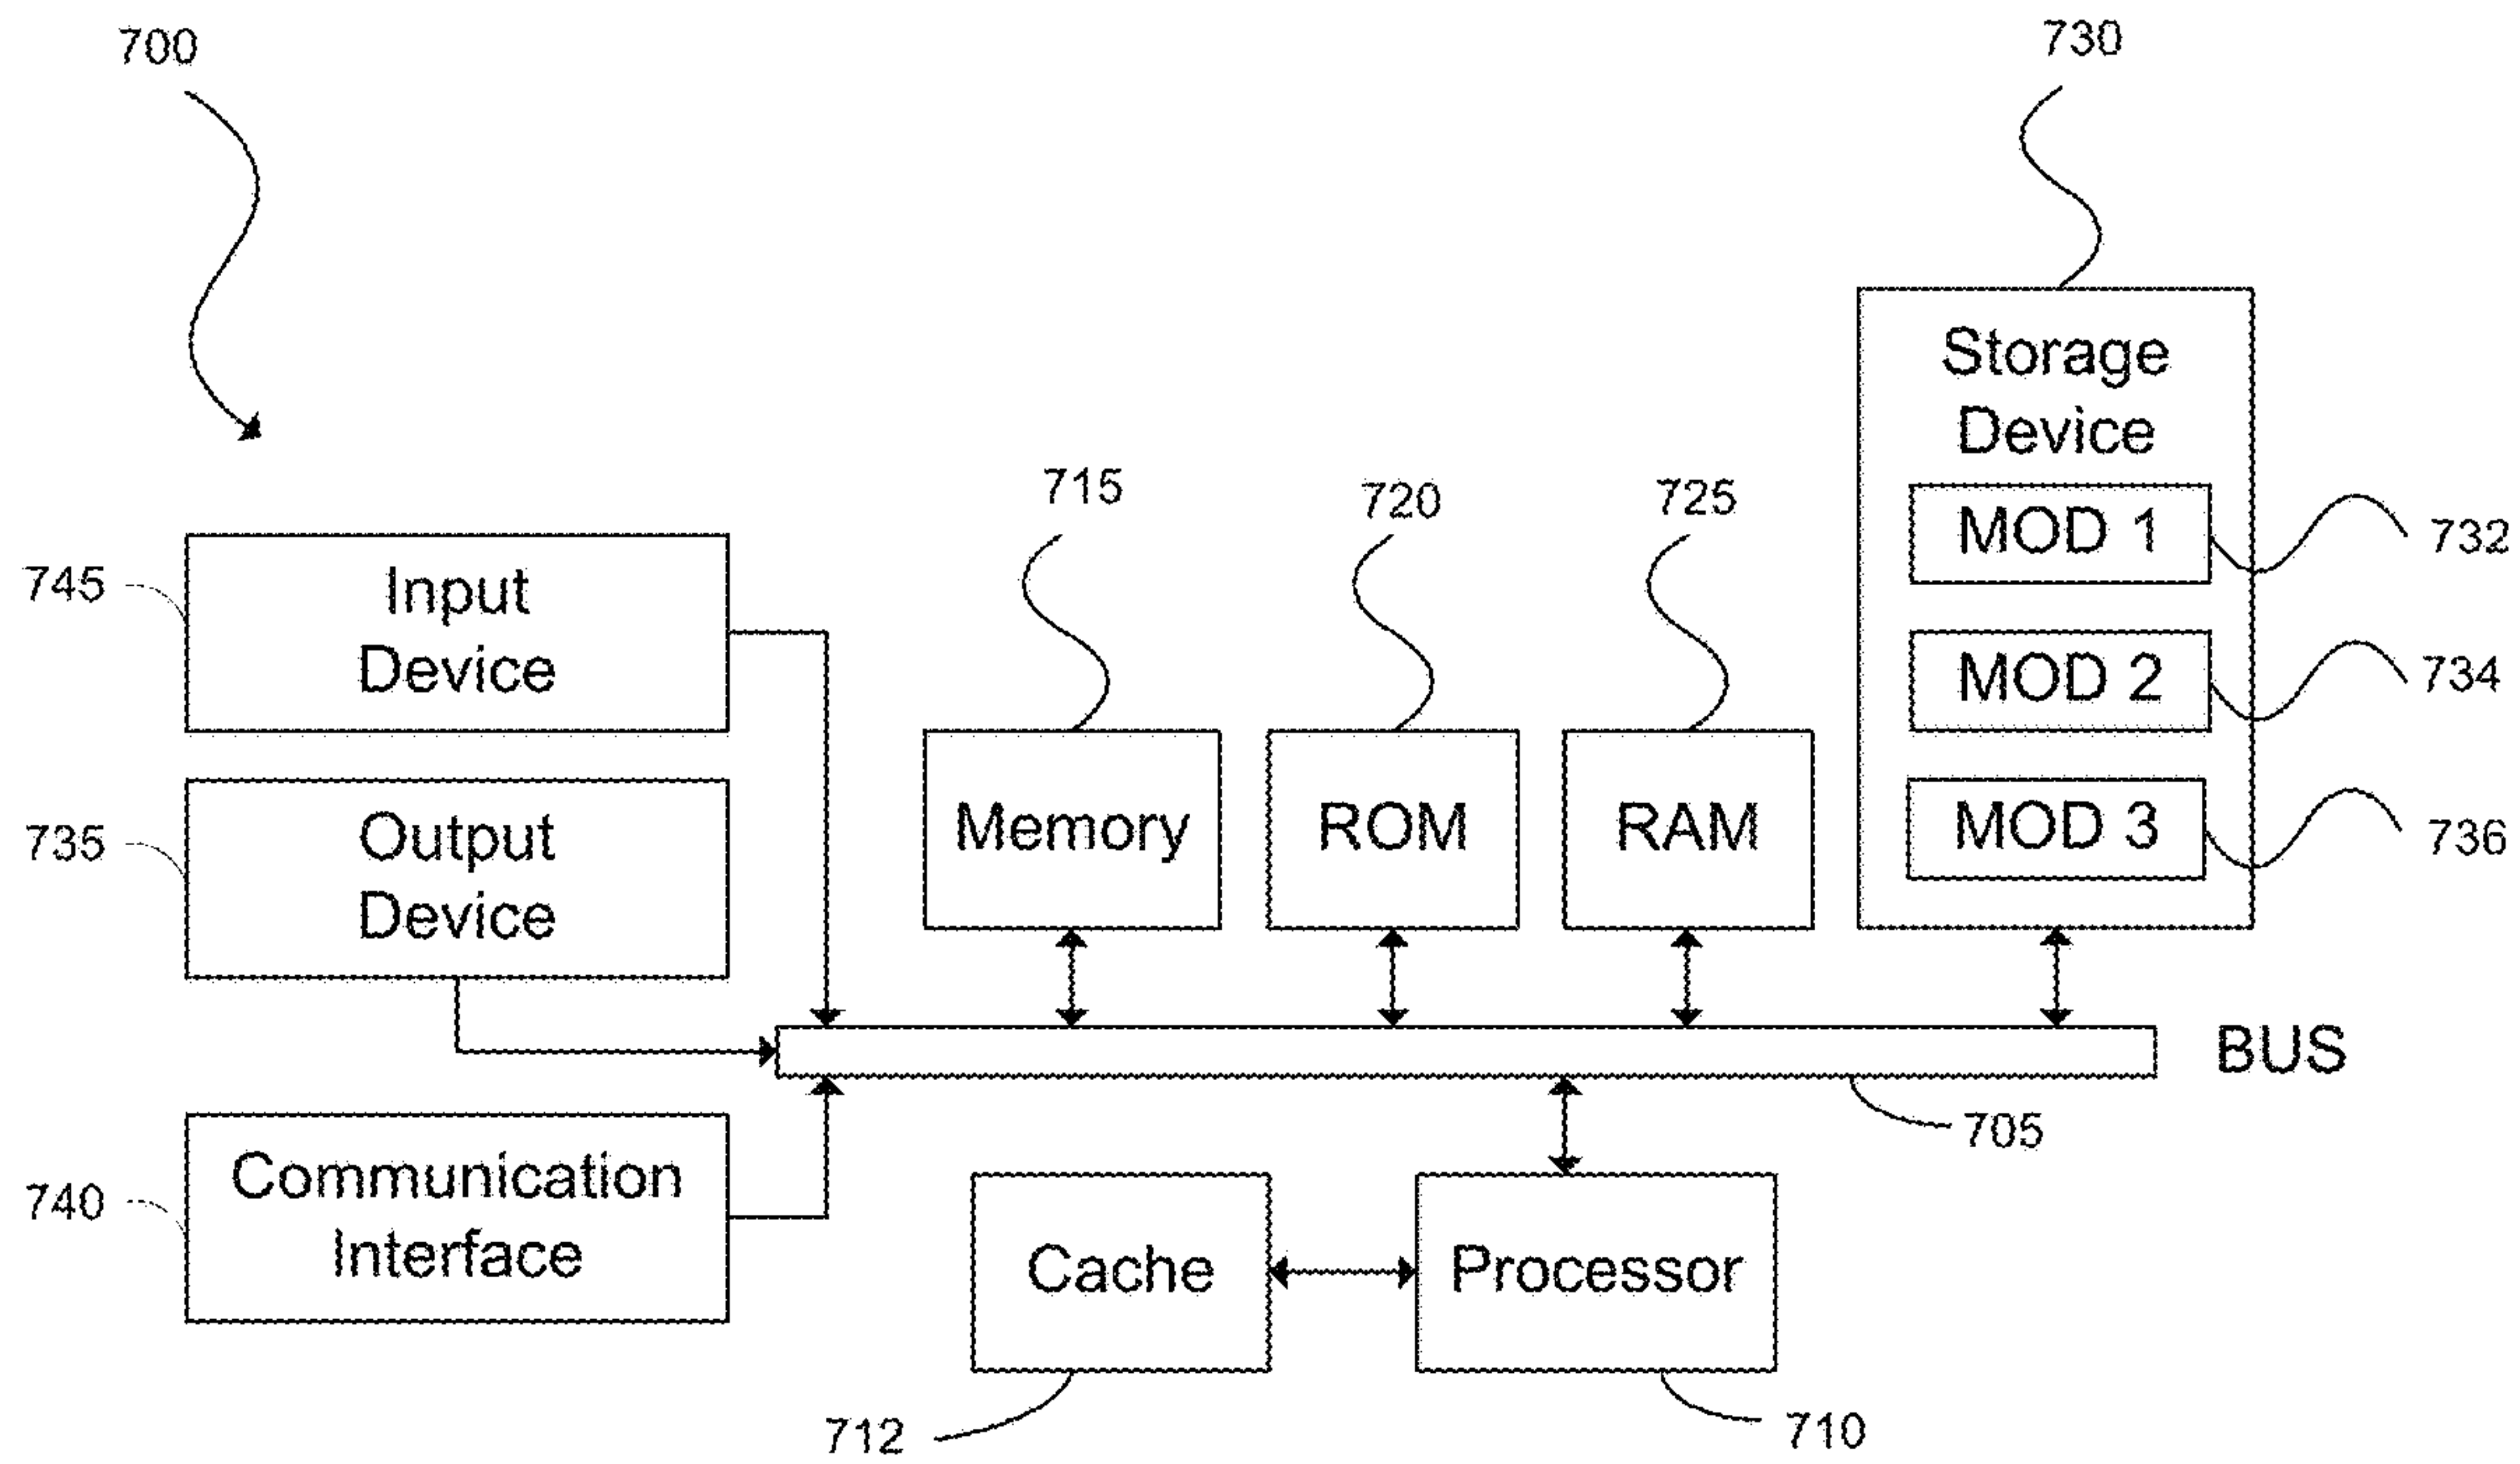 700
730
Storage
Device
715
720
725
MOD 1
732
745
Input
Device
MOD 2
734
735
Output
Device
Memory
ROM
RAM
MOD 3
736
BUS
705
740
Communication
Interface
Cache
Processor
712
710